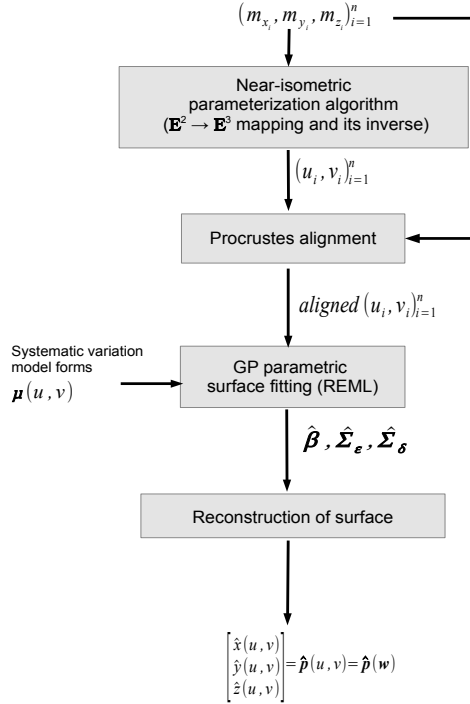 (m_{x_i}, m_{y_i}, m_{z_i})_{i=1}^n
Near-isometric
parameterization algorithm
(E² → E³ mapping and its inverse)
(u_i, v_i)_{i=1}^n
Procrustes alignment
aligned (u_i, v_i)_{i=1}^n
Systematic variation
model forms
μ(u, v)
GP parametric
surface fitting (REML)
β̂, Σ̂_ε, Σ̂_δ
Reconstruction of surface
[x̂(u, v)
ŷ(u, v)
ẑ(u, v)] = p̂(u, v) = p̂(w)